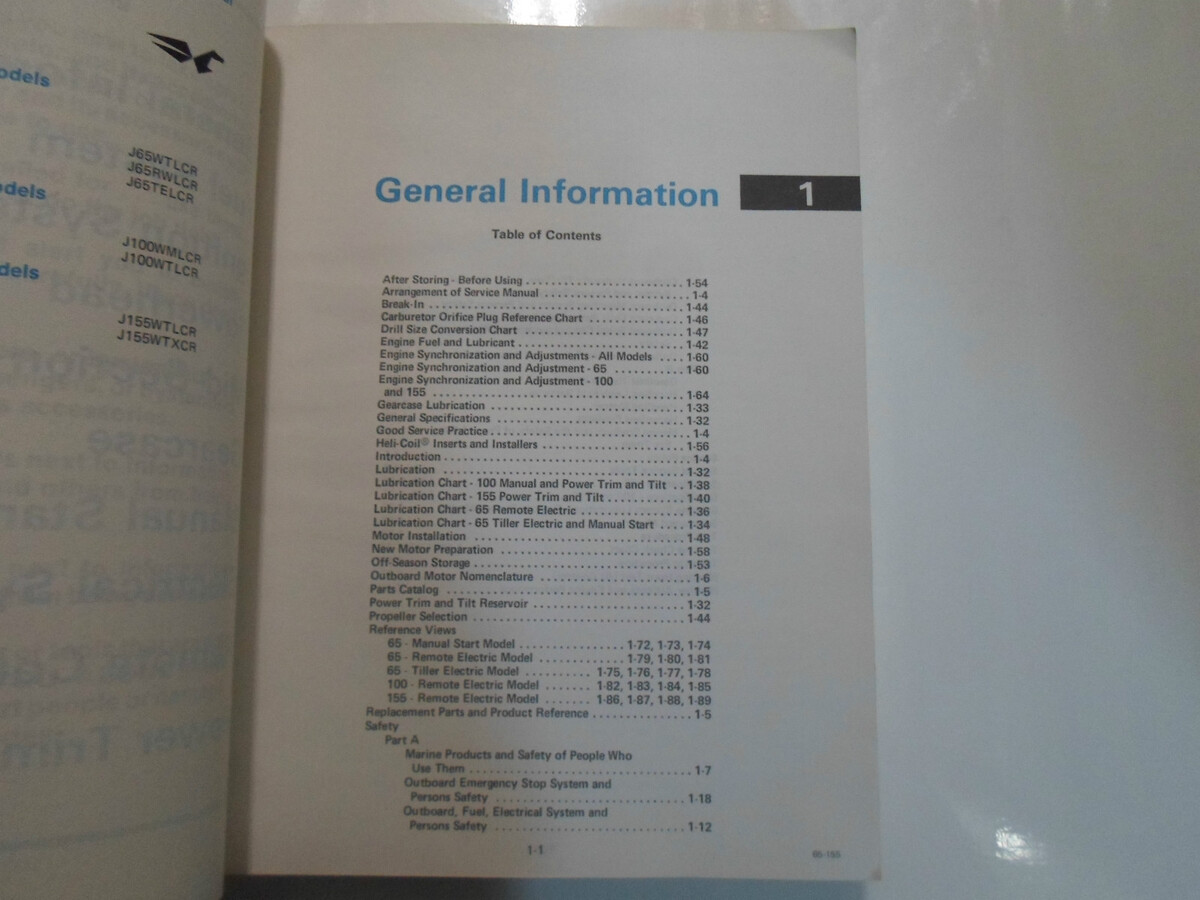 odels
J65WTLCR
J65RWLCR
J65TELCR
odels
J100WMLCR
J100WTLCR
dels
J155WTLCR
J155WTXCR
General Information 1
Table of Contents
After Storing - Before Using 1-54
Arrangement of Service Manual 1-4
Break-In 1-44
Carburetor Orifice Plug Reference Chart 1-46
Drill Size Conversion Chart 1-47
Engine Fuel and Lubricant 1-42
Engine Synchronization and Adjustments - All Models 1-60
Engine Synchronization and Adjustment - 65 1-60
Engine Synchronization and Adjustment - 100
and 155 1-64
Gearcase Lubrication 1-33
General Specifications 1-32
Good Service Practice 1-4
Heli-Coil® Inserts and Installers 1-56
Introduction 1-4
Lubrication 1-32
Lubrication Chart - 100 Manual and Power Trim and Tilt 1-38
Lubrication Chart - 155 Power Trim and Tilt 1-40
Lubrication Chart - 65 Remote Electric 1-36
Lubrication Chart - 65 Tiller Electric and Manual Start 1-34
Motor Installation 1-48
New Motor Preparation 1-58
Off-Season Storage 1-53
Outboard Motor Nomenclature 1-6
Parts Catalog 1-5
Power Trim and Tilt Reservoir 1-32
Propeller Selection 1-44
Reference Views
65 - Manual Start Model 1-72, 1-73, 1-74
65 - Remote Electric Model 1-79, 1-80, 1-81
65 - Tiller Electric Model 1-75, 1-76, 1-77, 1-78
100 - Remote Electric Model 1-82, 1-83, 1-84, 1-85
155 - Remote Electric Model 1-86, 1-87, 1-88, 1-89
Replacement Parts and Product Reference 1-5
Safety
Part A
Marine Products and Safety of People Who
Use Them 1-7
Outboard Emergency Stop System and
Persons Safety 1-18
Outboard, Fuel, Electrical System and
Persons Safety 1-12
1-1
65-155